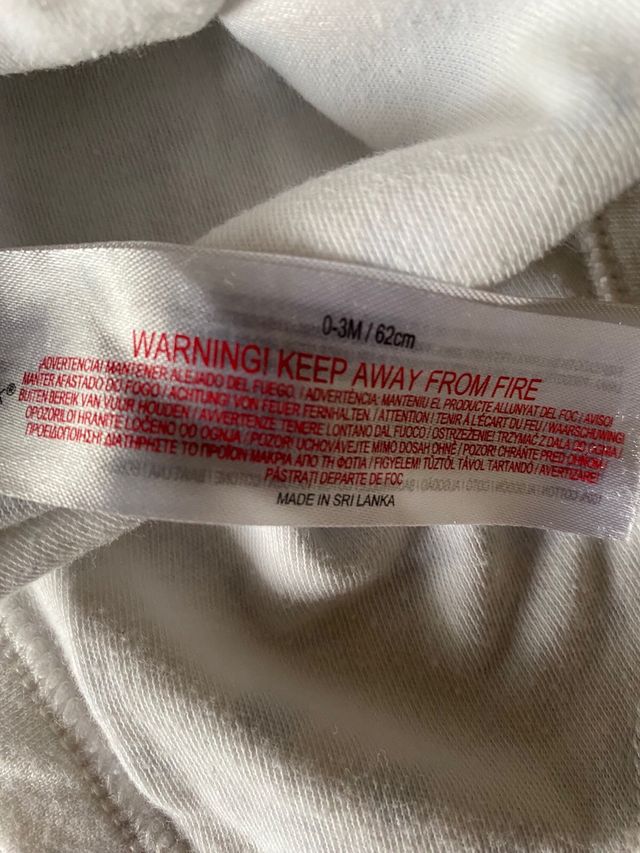 0-3M / 62cm
WARNING! KEEP AWAY FROM FIRE
¡ADVERTENCIA! MANTENER ALEJADO DEL FUEGO. / ADVERTÈNCIA: MANTENIU EL PRODUCTE ALLUNYAT DEL FOC / AVISO!
MANTER AFASTADO DO FOGO / ACHTUNG! VON FEUER FERNHALTEN. / ATTENTION ! TENIR À L'ÉCART DU FEU / WAARSCHUWING!
BUITEN BEREIK VAN VUUR HOUDEN / AVVERTENZE TENERE LONTANO DAL FUOCO / OSTRZEŻENIE! TRZYMAĆ Z DALA OD OGNIA /
OPOZORILO! HRANITE LOČENO OD OGNJA / POZOR! UCHOVÁVEJTE MIMO DOSAH OHNĚ / POZOR! CHRÁNTE PRED OHŇOM /
ΠΡΟΕΙΔΟΠΟΙΗΣΗ! ΔΙΑΤΗΡΗΣΤΕ ΤΟ ΠΡΟΪΟΝ ΜΑΚΡΙΑ ΑΠΟ ΤΗ ΦΩΤΙΑ / FIGYELEM! TŰZTŐL TÁVOL TARTANDÓ / AVERTIZARE!
PĂSTRAȚI DEPARTE DE FOC
MADE IN SRI LANKA